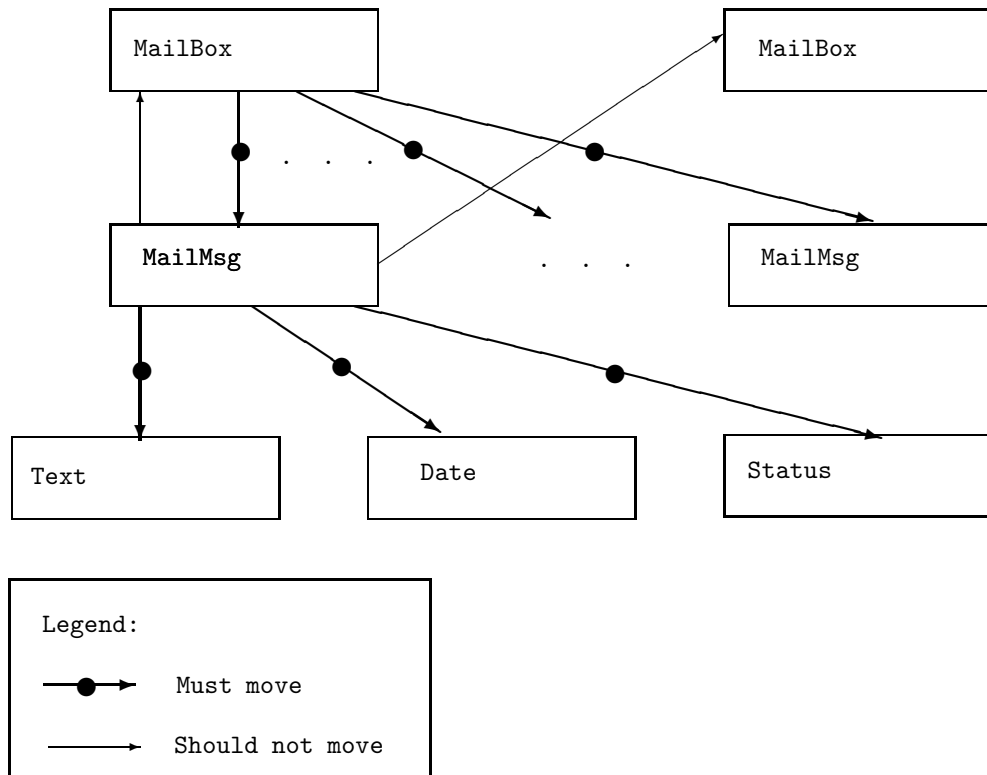 MailBox
MailBox
. . .
MailMsg
. . .
MailMsg
Text
Date
Status
Legend:
Must move
Should not move